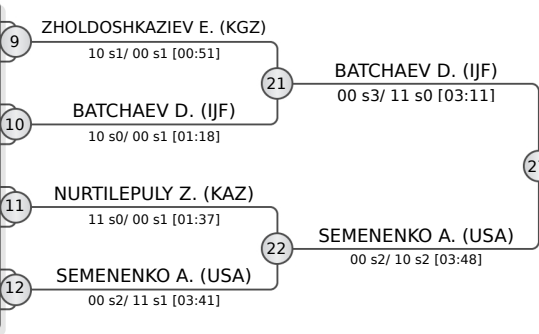 9
ZHOLDOSHKAZIEV E. (KGZ)
10 s1/ 00 s1 [00:51]
21
BATCHAEV D. (IJF)
00 s3/ 11 s0 [03:11]
10
BATCHAEV D. (IJF)
10 s0/ 00 s1 [01:18]
11
NURTILEPULY Z. (KAZ)
11 s0/ 00 s1 [01:37]
22
SEMENENKO A. (USA)
00 s2/ 10 s2 [03:48]
12
SEMENENKO A. (USA)
00 s2/ 11 s1 [03:41]